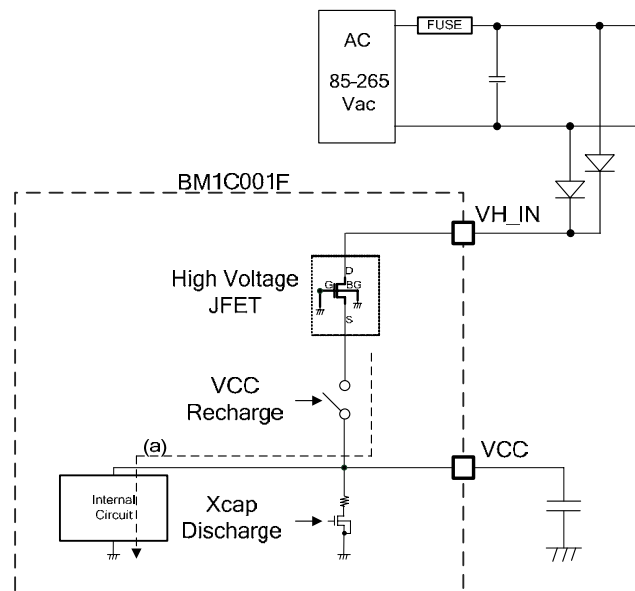 AC
85-265
Vac
FUSE
BM1C001F
VH_IN
High Voltage
JFET
D
G
BG
S
VCC
Recharge
(a)
VCC
Internal
Circuit
Xcap
Discharge